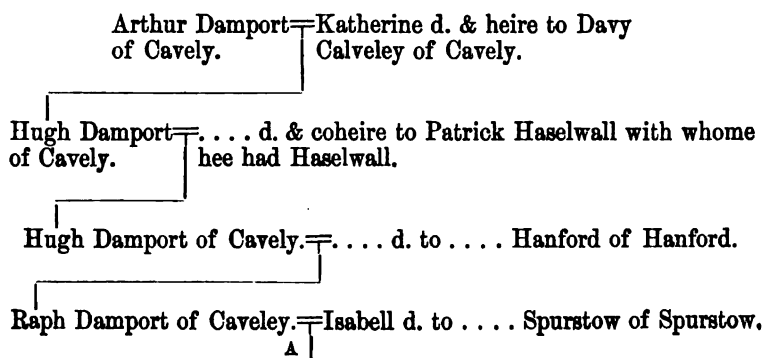 Arthur Damport=Katherine d. & heire to Davy
of Cavely. Calveley of Cavely.
Hugh Damport=. . . . d. & coheire to Patrick Haselwall with whome
of Cavely. hee had Haselwall.
Hugh Damport of Cavely.=. . . . d. to . . . . Hanford of Hanford.
Raph Damport of Caveley.=Isabell d. to . . . . Spurstow of Spurstow.
A